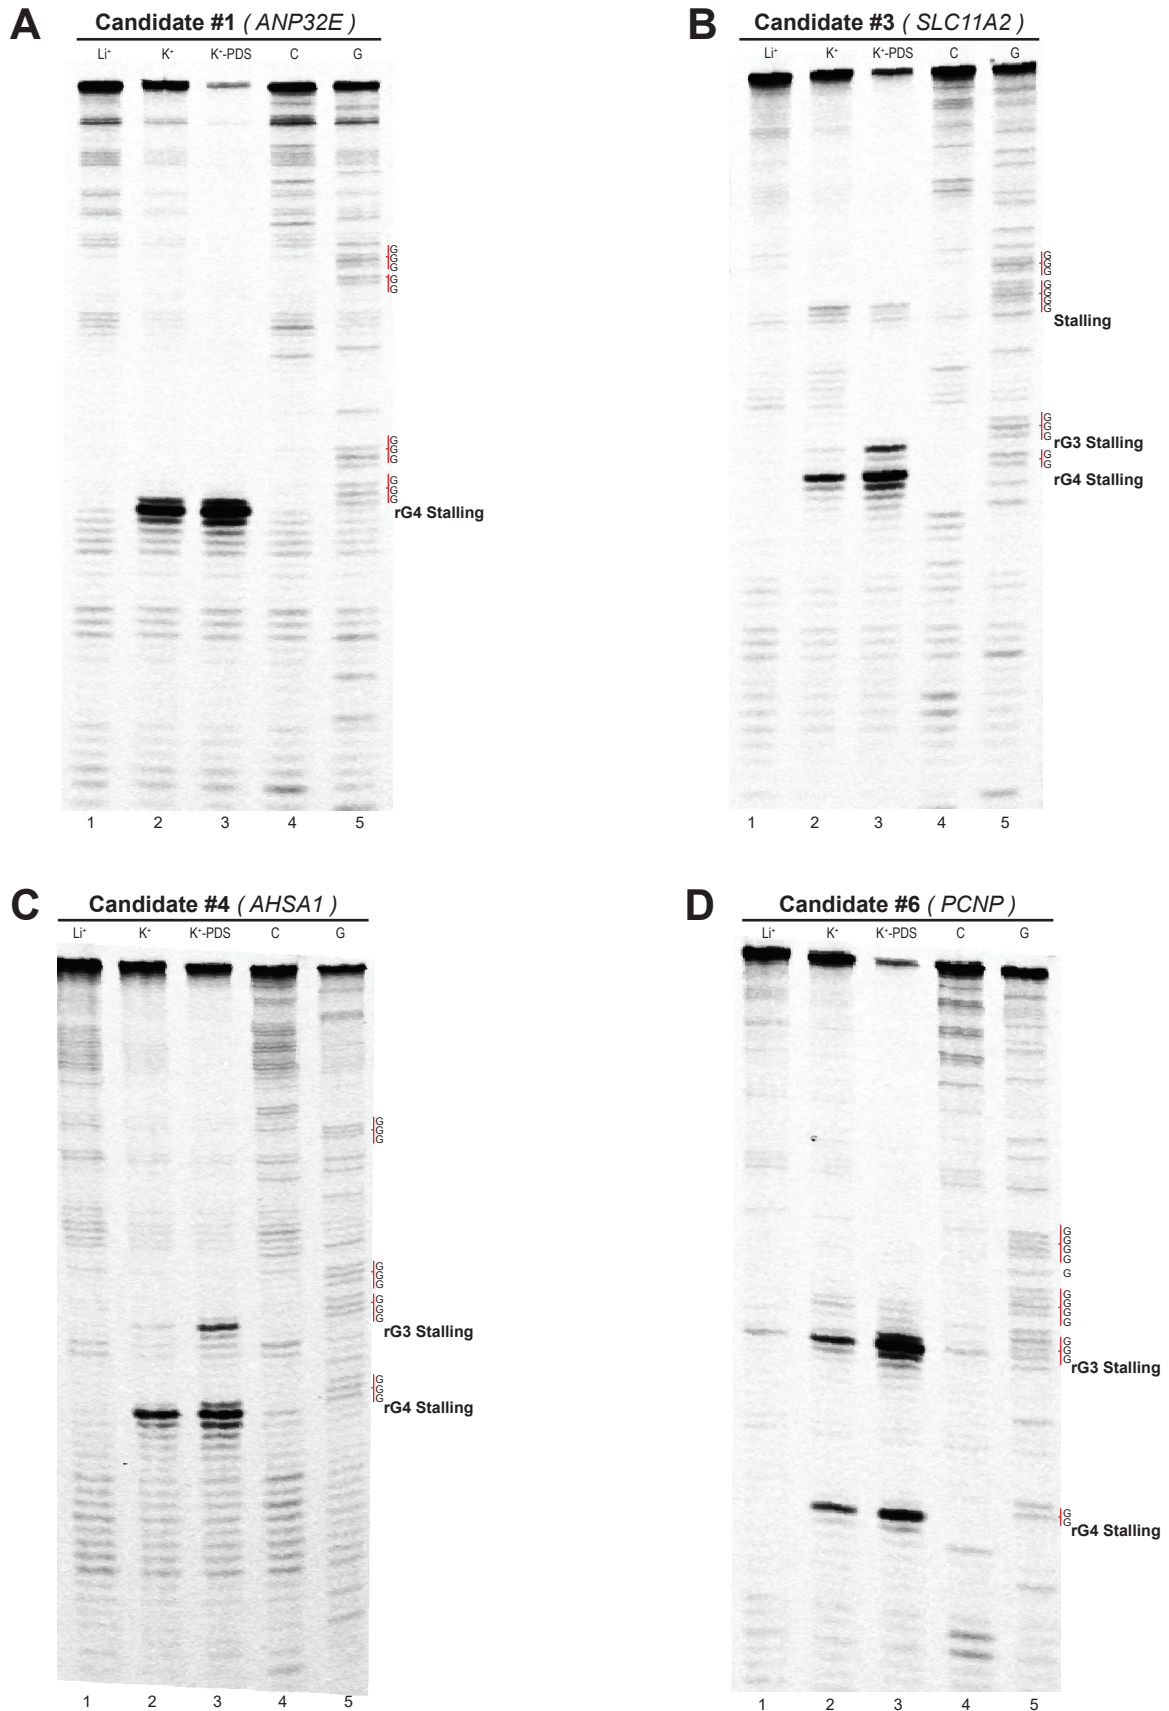 A
Candidate #1 ( ANP32E )
Li⁺ K⁺ K⁺-PDS C G
G
G
G
G
G
G
G
G
G
G
G
rG4 Stalling
1 2 3 4 5
B
Candidate #3 ( SLC11A2 )
Li⁺ K⁺ K⁺-PDS C G
G
G
G
G
G
G
G
Stalling
G
G
G
rG3 Stalling
G
G
rG4 Stalling
1 2 3 4 5
C
Candidate #4 ( AHSA1 )
Li⁺ K⁺ K⁺-PDS C G
G
G
G
G
G
G
G
G
G
rG3 Stalling
G
G
G
rG4 Stalling
1 2 3 4 5
D
Candidate #6 ( PCNP )
Li⁺ K⁺ K⁺-PDS C G
G
G
G
G
G
G
G
G
G
G
G
G
rG3 Stalling
G
G
rG4 Stalling
1 2 3 4 5